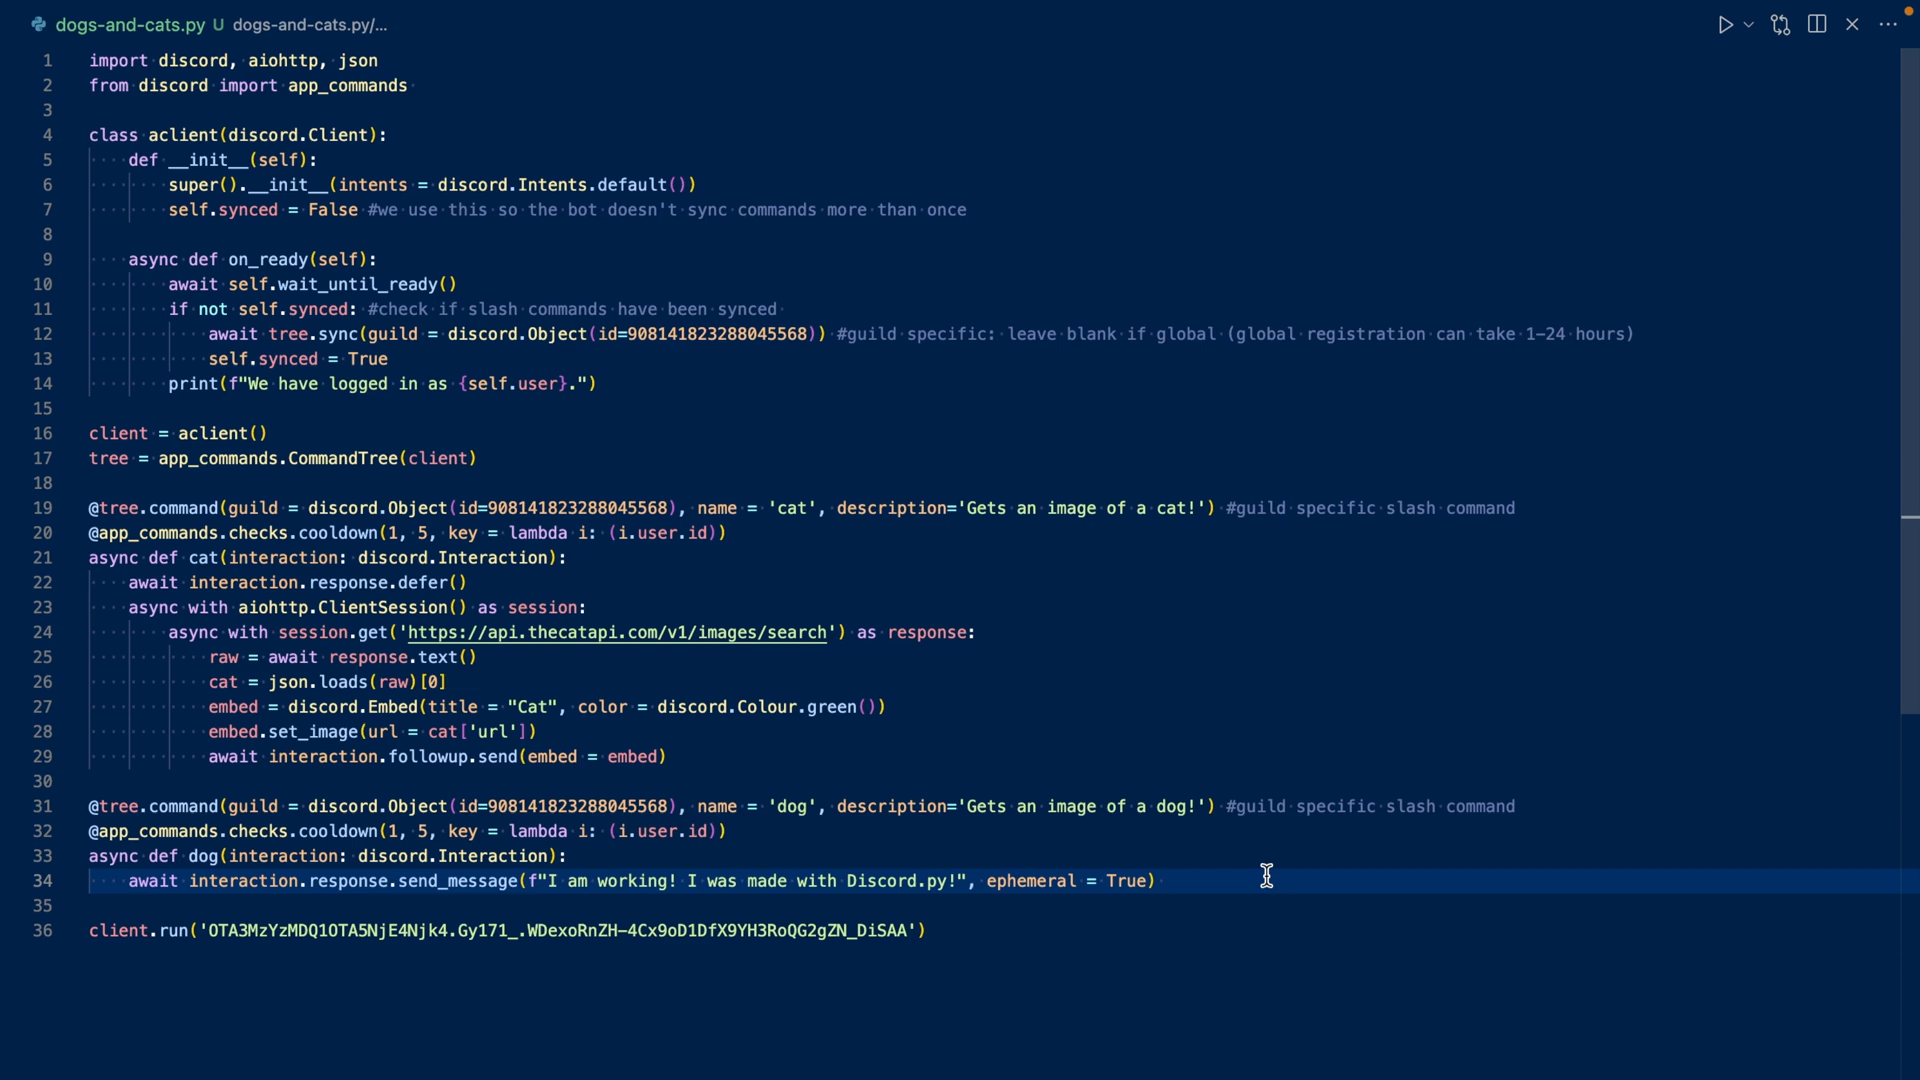 dogs-and-cats.py U dogs-and-cats.py/...
1 import discord, aiohttp, json
2 from discord import app_commands
3
4 class aclient(discord.Client):
5 def __init__(self):
6 super().__init__(intents = discord.Intents.default())
7 self.synced = False #we use this so the bot doesn't sync commands more than once
8
9 async def on_ready(self):
10 await self.wait_until_ready()
11 if not self.synced: #check if slash commands have been synced
12 await tree.sync(guild = discord.Object(id=908141823288045568)) #guild specific: leave blank if global (global registration can take 1-24 hours)
13 self.synced = True
14 print(f"We have logged in as {self.user}.")
15
16 client = aclient()
17 tree = app_commands.CommandTree(client)
18
19 @tree.command(guild = discord.Object(id=908141823288045568), name = 'cat', description='Gets an image of a cat!') #guild specific slash command
20 @app_commands.checks.cooldown(1, 5, key = lambda i: (i.user.id))
21 async def cat(interaction: discord.Interaction):
22 await interaction.response.defer()
23 async with aiohttp.ClientSession() as session:
24 async with session.get('https://api.thecatapi.com/v1/images/search') as response:
25 raw = await response.text()
26 cat = json.loads(raw)[0]
27 embed = discord.Embed(title = "Cat", color = discord.Colour.green())
28 embed.set_image(url = cat['url'])
29 await interaction.followup.send(embed = embed)
30
31 @tree.command(guild = discord.Object(id=908141823288045568), name = 'dog', description='Gets an image of a dog!') #guild specific slash command
32 @app_commands.checks.cooldown(1, 5, key = lambda i: (i.user.id))
33 async def dog(interaction: discord.Interaction):
34 await interaction.response.send_message(f"I am working! I was made with Discord.py!", ephemeral = True)
35
36 client.run('OTA3MzYzMDQ1OTA5NjE4Njk4.Gy171_.WDexoRnZH-4Cx9oD1DfX9YH3RoQG2gZN_DiSAA')